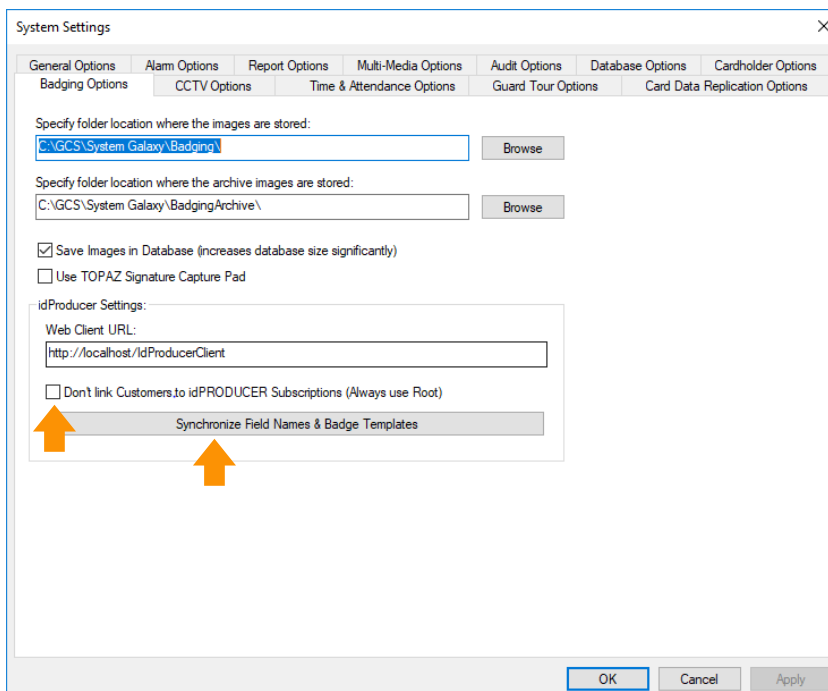 System Settings
General Options Alarm Options Report Options Multi-Media Options Audit Options Database Options Cardholder Options
Badging Options CCTV Options Time & Attendance Options Guard Tour Options Card Data Replication Options
Specify folder location where the images are stored:
C:\GCS\System Galaxy\Badging\
Browse
Specify folder location where the archive images are stored:
C:\GCS\System Galaxy\BadgingArchive\
Browse
Save Images in Database (increases database size significantly)
Use TOPAZ Signature Capture Pad
idProducer Settings:
Web Client URL:
http://localhost/IdProducerClient
Don't link Customers,to idPRODUCER Subscriptions (Always use Root)
Synchronize Field Names & Badge Templates
OK Cancel Apply